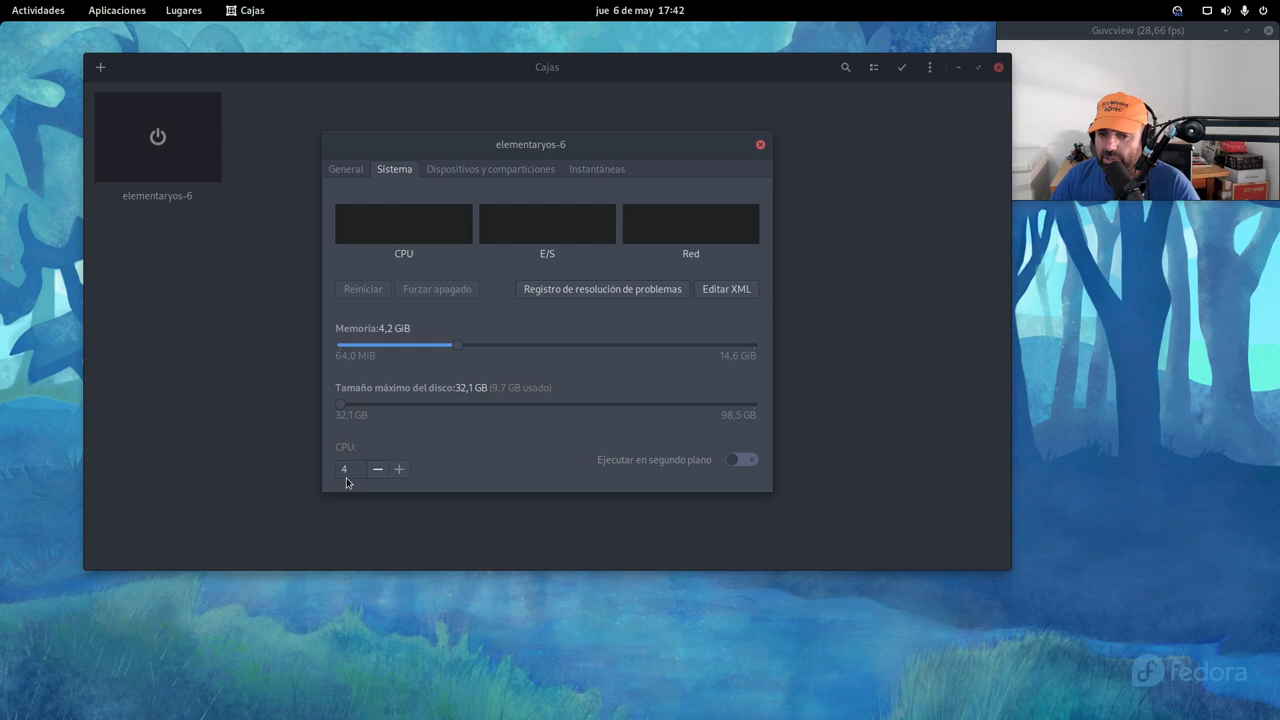 Actividades Aplicaciones Lugares Cajas jue 6 de may 17:42
Guvcview (28,66 fps)
Cajas
elementaryos-6
elementaryos-6
General Sistema Dispositivos y comparticiones Instantáneas
CPU E/S Red
Reiniciar Forzar apagado Registro de resolución de problemas Editar XML
Memoria:4,2 GiB
64,0 MiB 14,6 GiB
Tamaño máximo del disco:32,1 GB (9,7 GB usado)
32,1 GB 98,5 GB
CPU:
4
Ejecutar en segundo plano
fedora